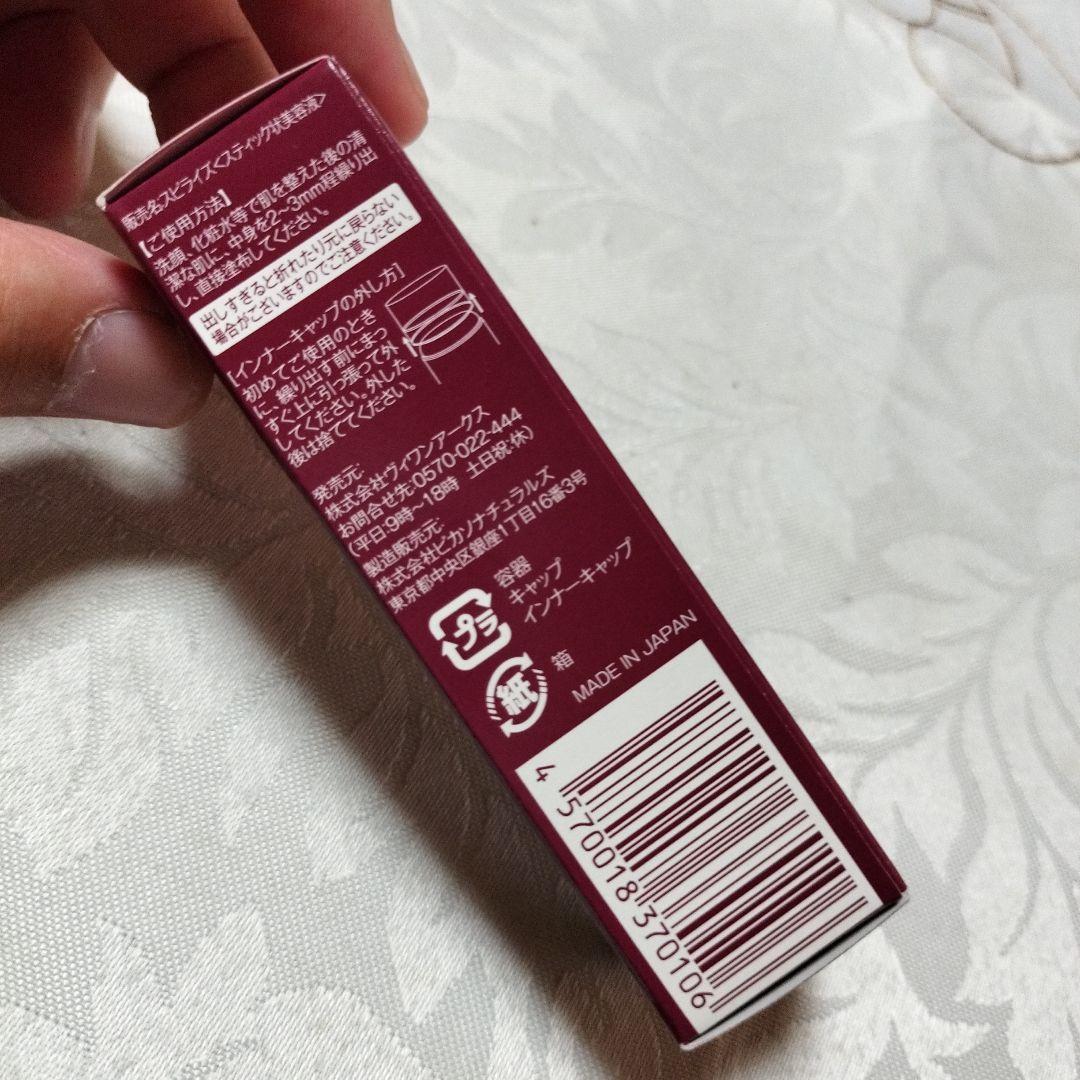 販売名:スピライズ<スティック状美容液>
【ご使用方法】
洗顔、化粧水等で肌を整えた後の清
潔な肌に、中身を2~3mm程繰り出
し、直接塗布してください。
出しすぎると折れたり元に戻らない
場合がございますのでご注意ください。
【インナーキャップの外し方】
初めてご使用のとき
に、繰り出す前にまっ
すぐ上に引っ張って外
してください。外した
後は捨ててください。
発売元:
株式会社ヴィワンアークス
お問合せ先:0570-022-444
(平日:9時~18時 土日祝:休)
製造販売元:
株式会社ピカソナチュラルズ
東京都中央区銀座1丁目16番3号
プラ
容器
キャップ
インナーキャップ
紙
箱
MADE IN JAPAN
4 570018 370106